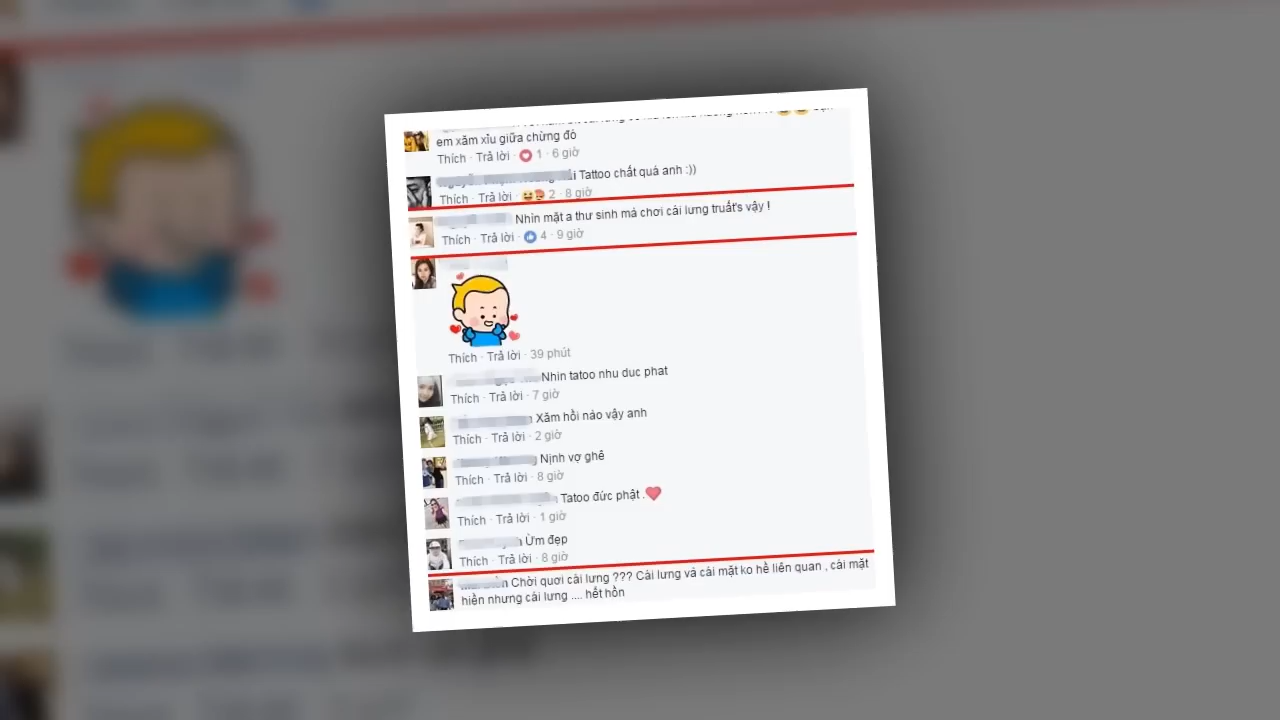 em xăm xỉu giữa chừng đó
Thích · Trả lời · 1 · 6 giờ
Tattoo chất quá anh :))
Thích · Trả lời · 2 · 8 giờ
Nhìn mặt a thư sinh mà chơi cái lưng truất's vậy !
Thích · Trả lời · 4 · 9 giờ
Thích · Trả lời · 39 phút
Nhin tatoo nhu duc phat
Thích · Trả lời · 7 giờ
Xăm hồi nào vậy anh
Thích · Trả lời · 2 giờ
Nịnh vợ ghê
Thích · Trả lời · 8 giờ
Tatoo đức phật .
Thích · Trả lời · 1 giờ
Ừm đẹp
Thích · Trả lời · 8 giờ
Chời quơi cái lưng ??? Cái lưng và cái mặt ko hề liên quan , cái mặt
hiền nhưng cái lưng .... hết hồn